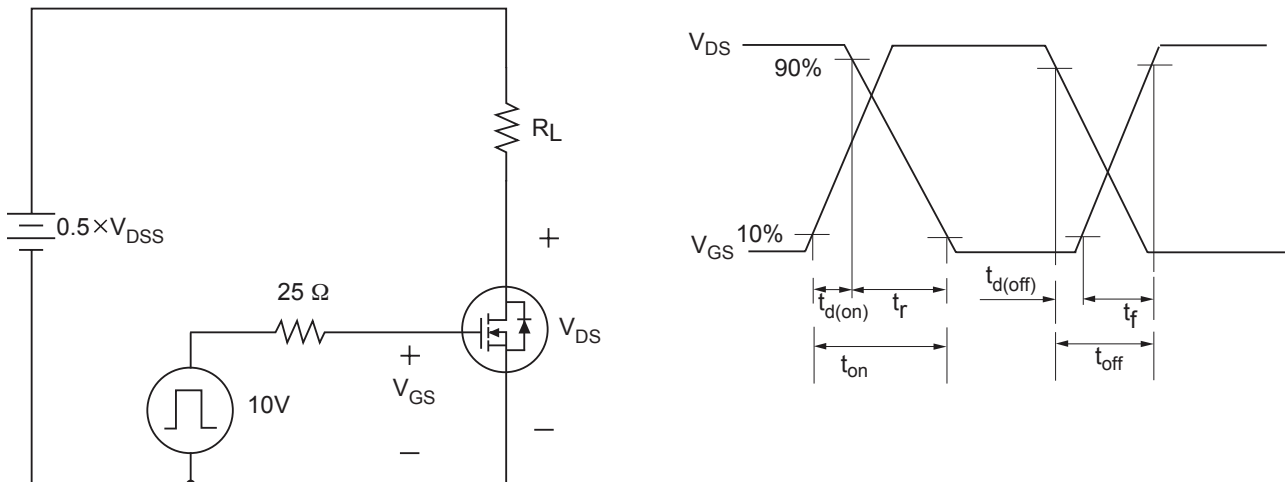 R_L
0.5×V_DSS
+
25 Ω
V_DS
+
V_GS
10V
−
−
V_DS
90%
10%
V_GS
t_d(on)
t_r
t_d(off)
t_f
t_on
t_off